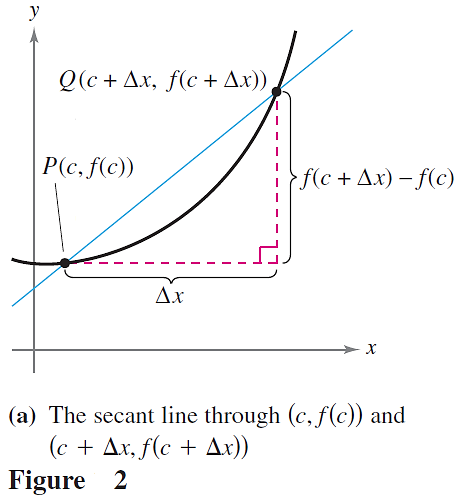 y
Q(c + Δx, f(c + Δx))
P(c, f(c))
f(c + Δx) − f(c)
Δx
x
(a) The secant line through (c, f(c)) and
(c + Δx, f(c + Δx))
Figure 2